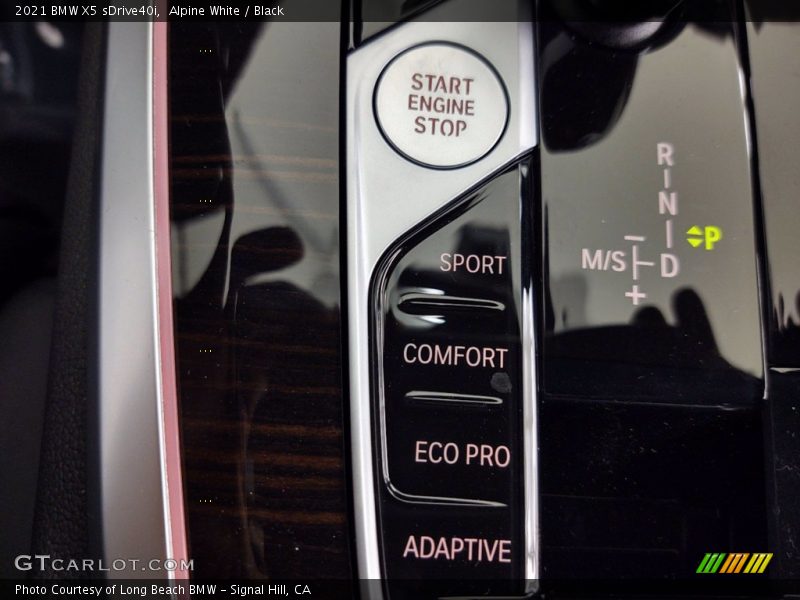 2021 BMW X5 sDrive40i, Alpine White / Black
START
ENGINE
STOP
R
N
P
M/S D
+
SPORT
COMFORT
ECO PRO
ADAPTIVE
GTCARLOT.COM
Photo Courtesy of Long Beach BMW - Signal Hill, CA